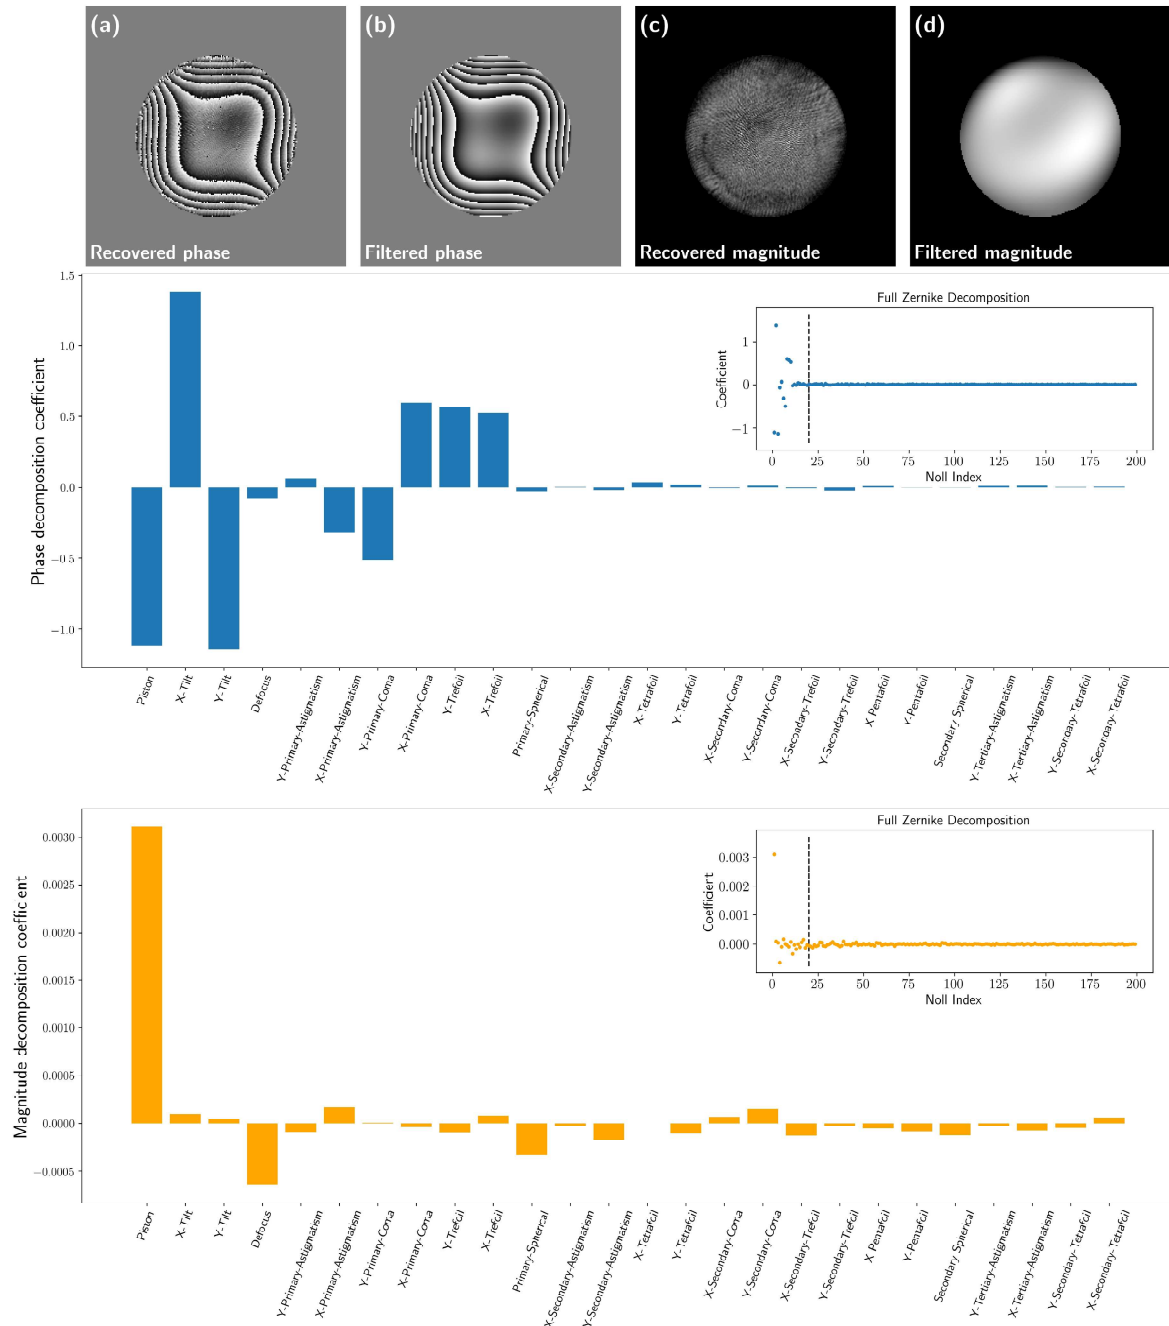 (a) (b) (c) (d)
Recovered phase Filtered phase Recovered magnitude Filtered magnitude
1.5
1.0
0.5
0.0
−0.5
−1.0
Phase decomposition coefficient
Full Zernike Decomposition
1
0
−1
Coefficient
0 25 50 75 100 125 150 175 200
Noll Index
Piston
X-Tilt
Y-Tilt
Defocus
Y-Primary-Astigmatism
X-Primary-Astigmatism
Y-Primary-Coma
X-Primary-Coma
Y-Trefoil
X-Trefoil
Primary-Spherical
X-Secondary-Astigmatism
Y-Secondary-Astigmatism
X-Tetrafoil
Y-Tetrafoil
X-Secondary-Coma
Y-Secondary-Coma
X-Secondary-Trefoil
Y-Secondary-Trefoil
X Pentafoil
Y-Pentafoil
Secondary Spherical
Y-Tertiary-Astigmatism
X-Tertiary-Astigmatism
Y-Secondary-Tetrafoil
X-Secondary-Tetrafoil
0.0030
0.0025
0.0020
0.0015
0.0010
0.0005
0.0000
−0.0005
Magnitude decomposition coefficient
Full Zernike Decomposition
0.003
0.002
0.001
0.000
Coefficient
0 25 50 75 100 125 150 175 200
Noll Index
Piston
X-Tilt
Y-Tilt
Defocus
Y-Primary-Astigmatism
X-Primary-Astigmatism
Y-Primary-Coma
X-Primary-Coma
Y-Trefoil
X-Trefoil
Primary-Spherical
X-Secondary-Astigmatism
Y-Secondary-Astigmatism
X-Tetrafoil
Y-Tetrafoil
X-Secondary-Coma
Y-Secondary-Coma
X-Secondary-Trefoil
Y-Secondary-Trefoil
X Pentafoil
Y-Pentafoil
Secondary Spherical
Y-Tertiary-Astigmatism
X-Tertiary-Astigmatism
Y-Secondary-Tetrafoil
X-Secondary-Tetrafoil